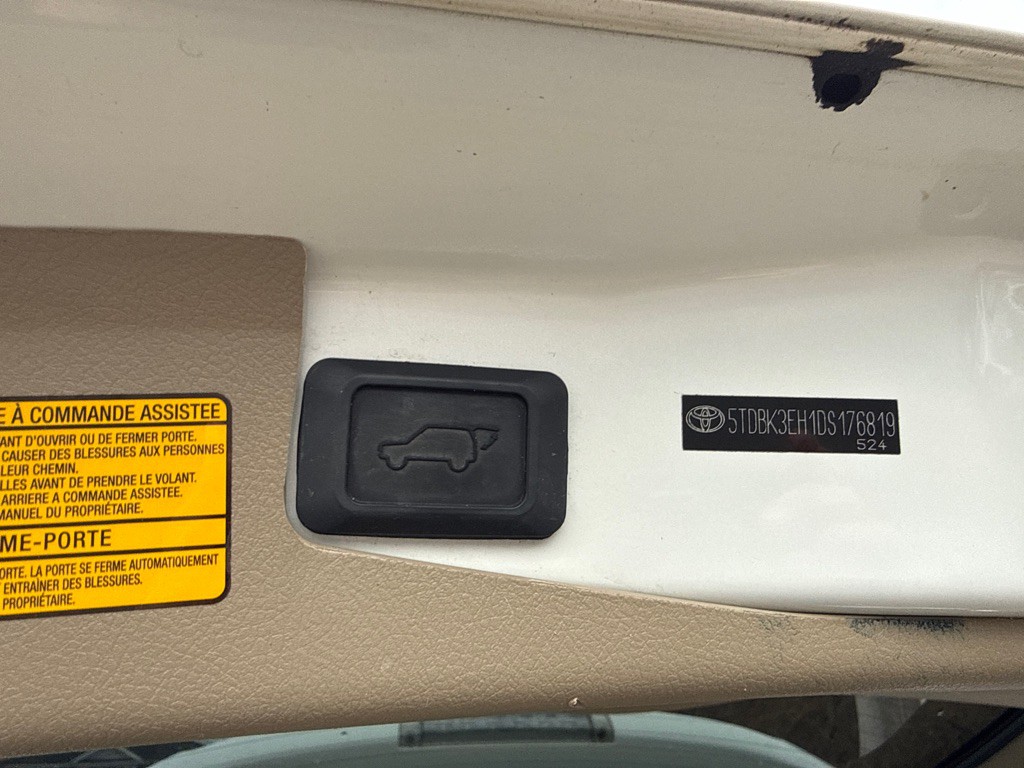 E À COMMANDE ASSISTEE
ANT D'OUVRIR OU DE FERMER PORTE.
CAUSER DES BLESSURES AUX PERSONNES
LEUR CHEMIN.
LLES AVANT DE PRENDRE LE VOLANT.
ARRIERE A COMMANDE ASSISTEE.
MANUEL DU PROPRIÉTAIRE.
ME-PORTE
ORTE. LA PORTE SE FERME AUTOMATIQUEMENT
ENTRAÎNER DES BLESSURES.
PROPRIÉTAIRE.
5TDBK3EH1DS176819
524